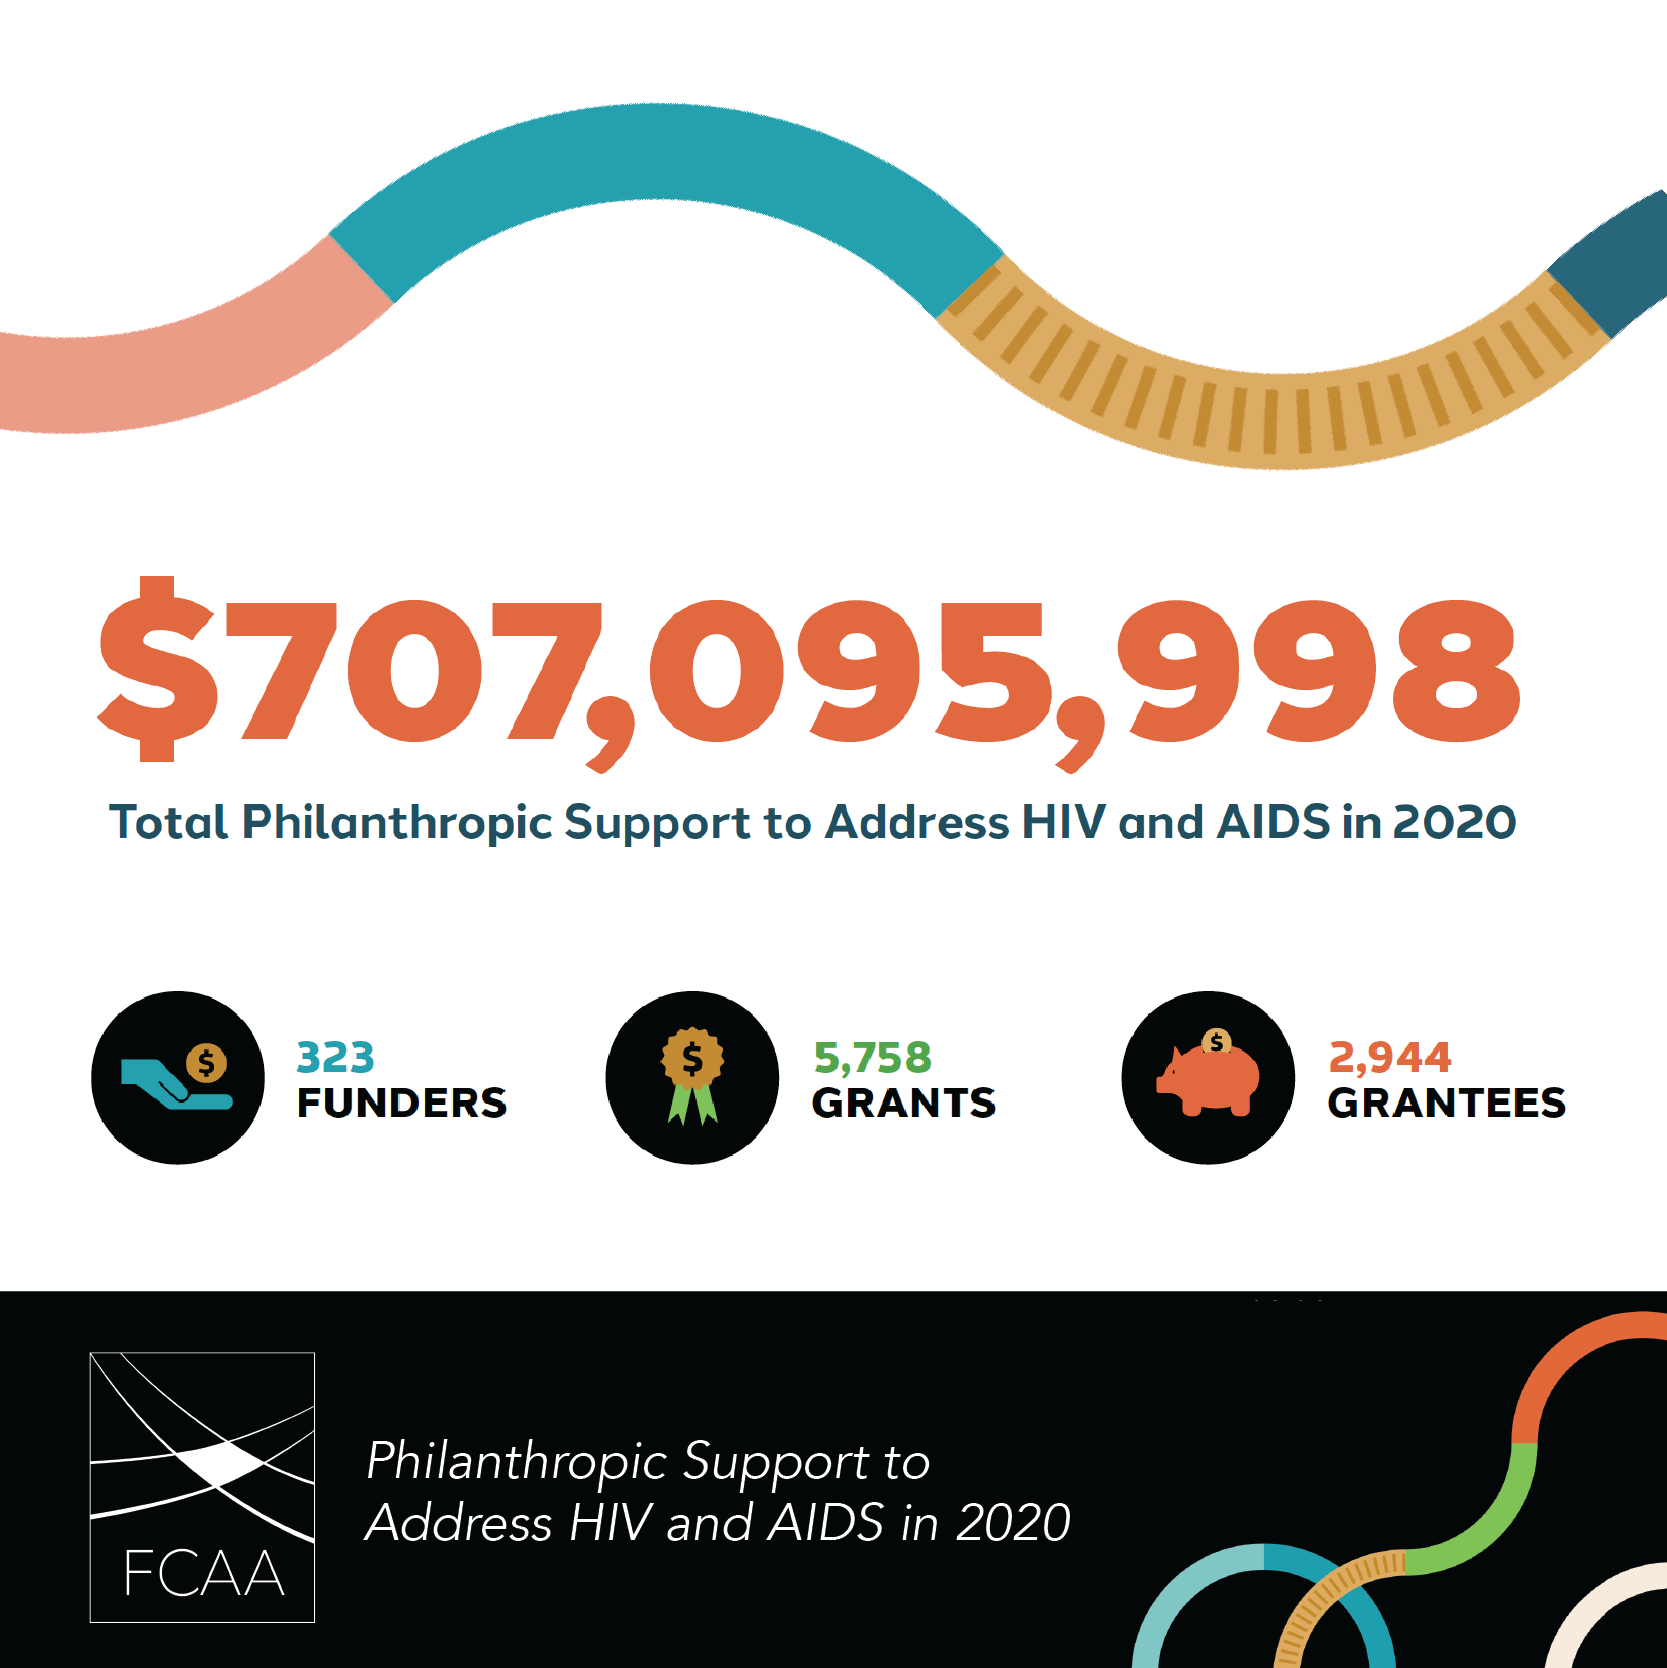 $707,095,998
Total Philanthropic Support to Address HIV and AIDS in 2020
$
323
FUNDERS
$
5,758
GRANTS
$
2,944
GRANTEES
FCAA
Philanthropic Support to
Address HIV and AIDS in 2020